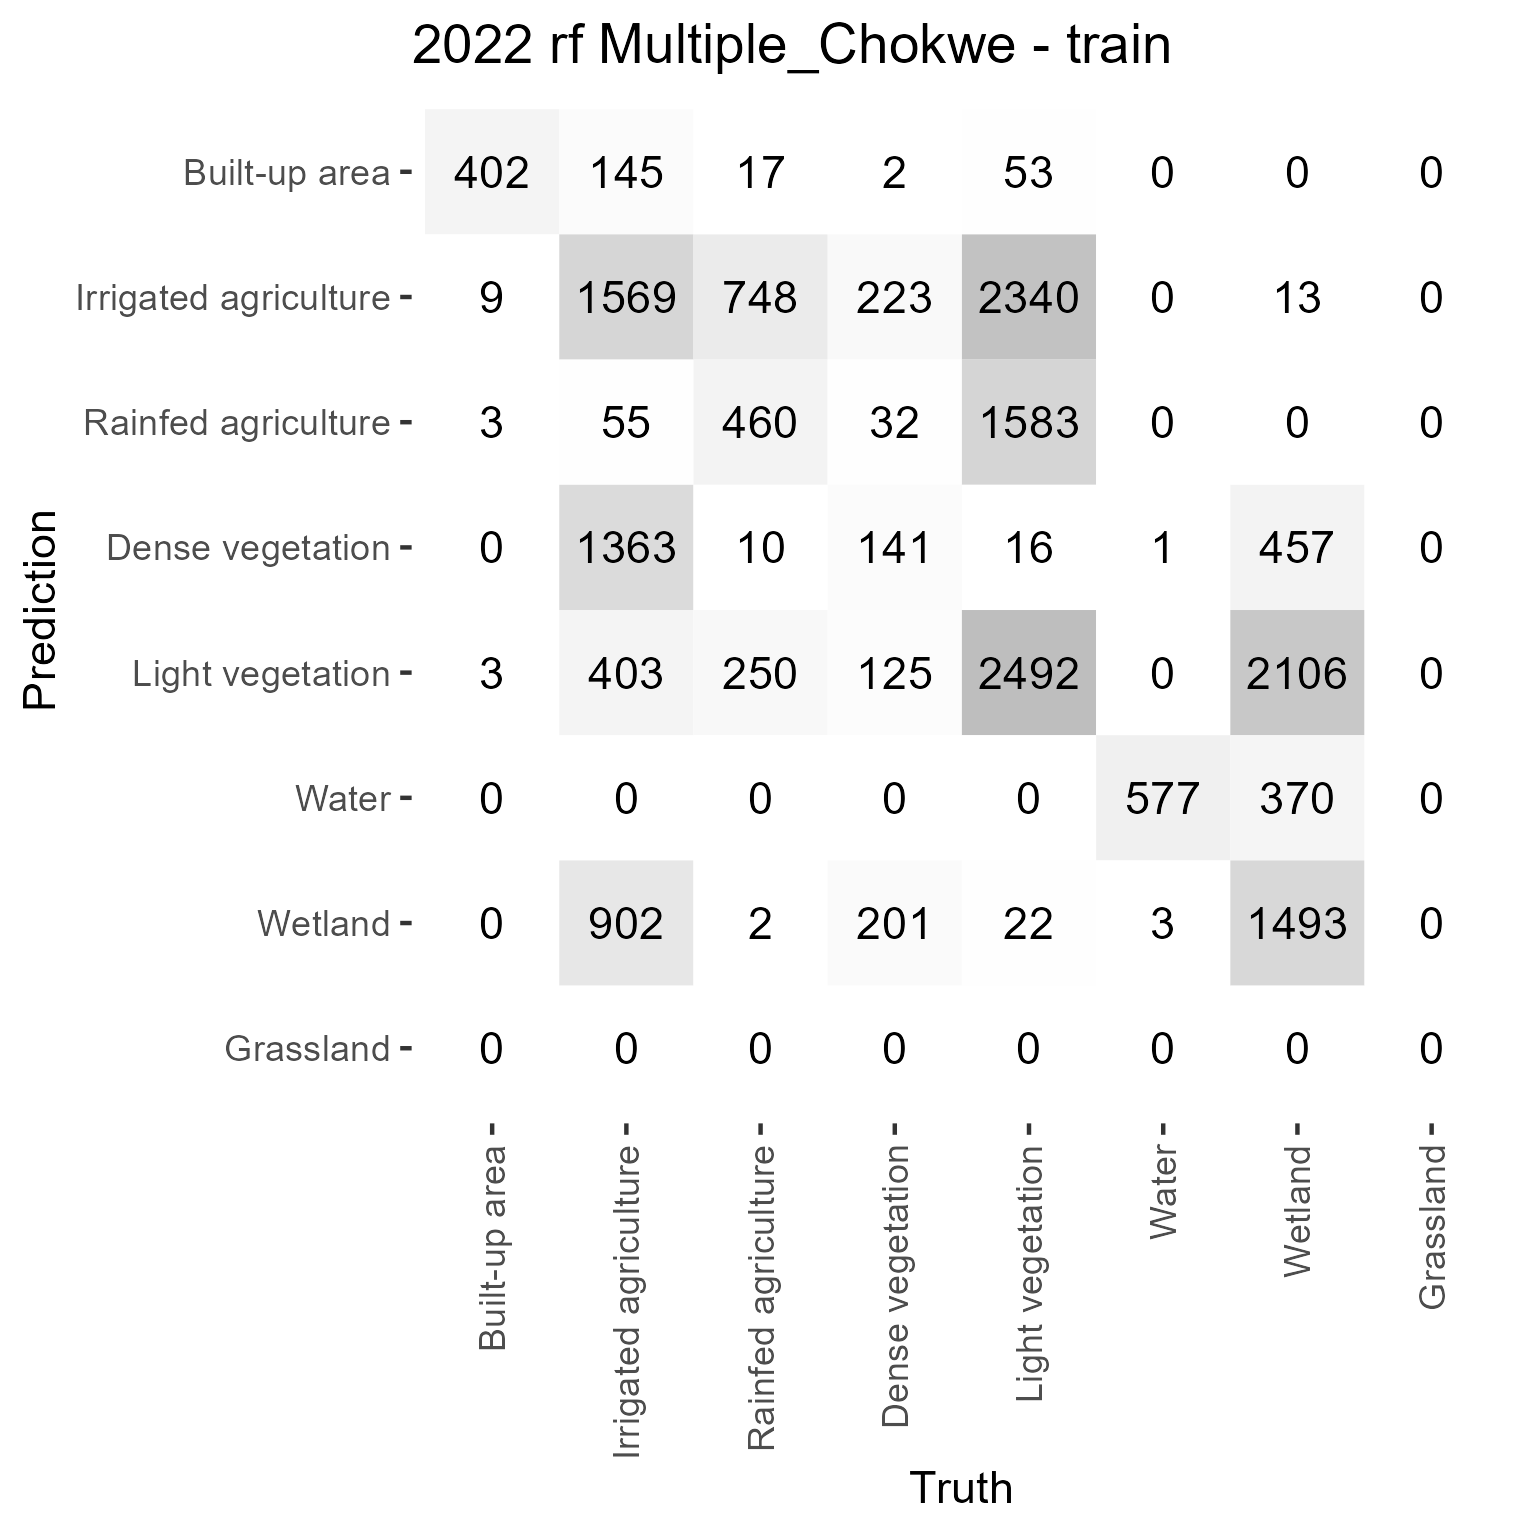 2022 rf Multiple_Chokwe - train
Prediction
Built-up area 402 145 17 2 53 0 0 0
Irrigated agriculture 9 1569 748 223 2340 0 13 0
Rainfed agriculture 3 55 460 32 1583 0 0 0
Dense vegetation 0 1363 10 141 16 1 457 0
Light vegetation 3 403 250 125 2492 0 2106 0
Water 0 0 0 0 0 577 370 0
Wetland 0 902 2 201 22 3 1493 0
Grassland 0 0 0 0 0 0 0 0
Built-up area
Irrigated agriculture
Rainfed agriculture
Dense vegetation
Light vegetation
Water
Wetland
Grassland
Truth